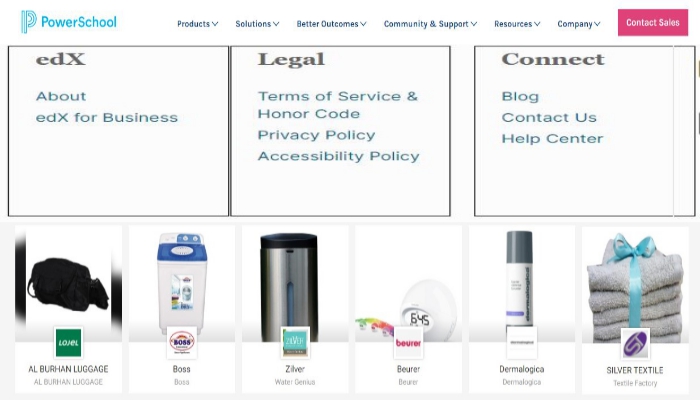 PowerSchool
Products Solutions Better Outcomes Community & Support Resources Company Contact Sales
edX
About
edX for Business
Legal
Terms of Service &
Honor Code
Privacy Policy
Accessibility Policy
Connect
Blog
Contact Us
Help Center
LOJEL
AL BURHAN LUGGAGE
AL BURHAN LUGGAGE
BOSS
Boss
Boss
Zilver
Water Genius
6:45
beurer
Beurer
Beurer
dermalogica
Dermalogica
Dermalogica
SILVER TEXTILE
Textile Factory